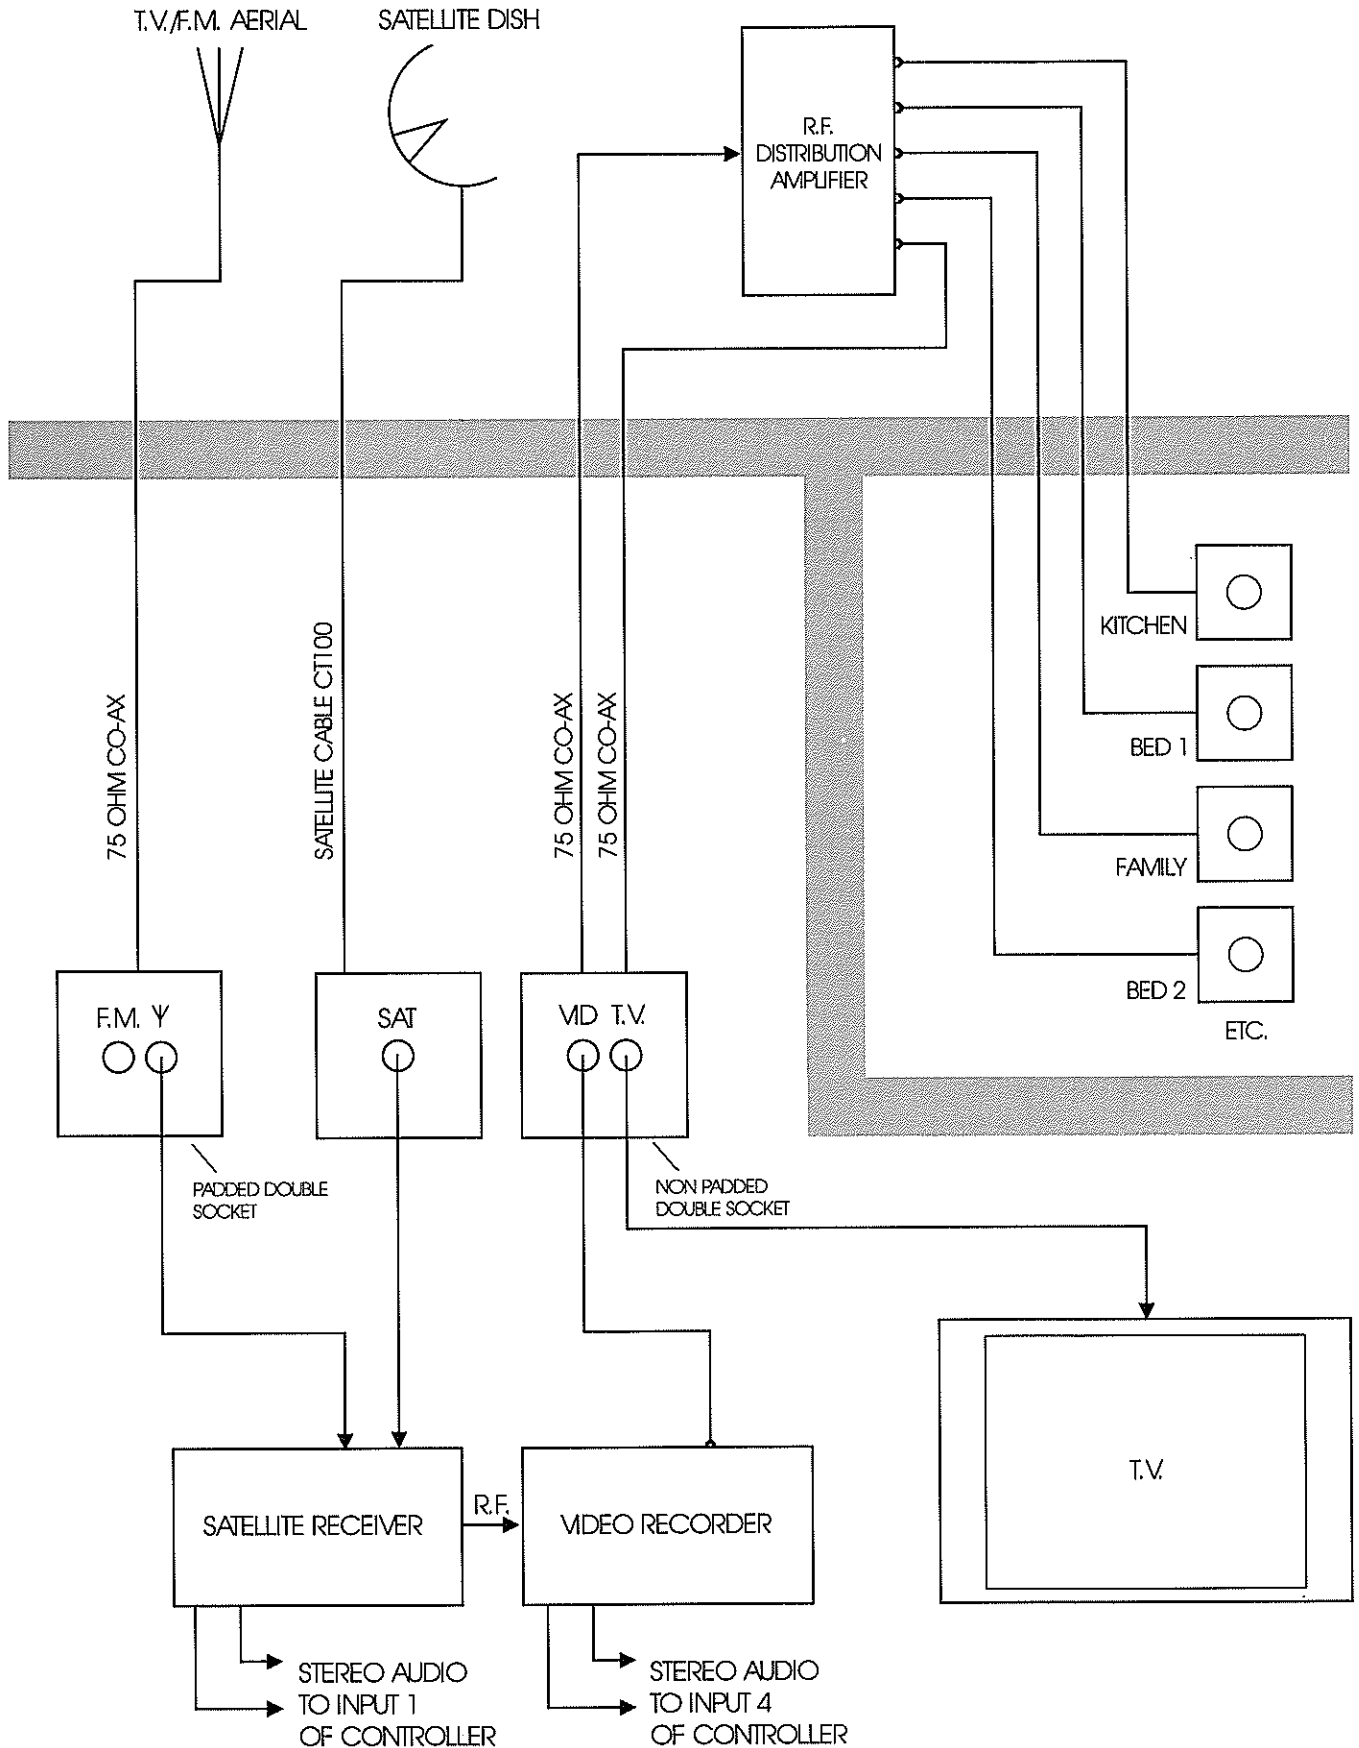 T.V./F.M. AERIAL
SATELLITE DISH
R.F.
DISTRIBUTION
AMPLIFIER
75 OHM CO-AX
SATELLITE CABLE CT100
75 OHM CO-AX
75 OHM CO-AX
KITCHEN
BED 1
FAMILY
BED 2
ETC.
F.M.
SAT
VID T.V.
PADDED DOUBLE
SOCKET
NON PADDED
DOUBLE SOCKET
SATELLITE RECEIVER
R.F.
VIDEO RECORDER
T.V.
STEREO AUDIO
TO INPUT 1
OF CONTROLLER
STEREO AUDIO
TO INPUT 4
OF CONTROLLER